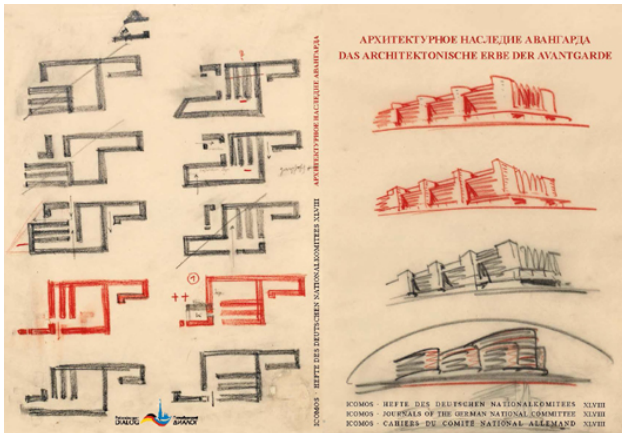 АРХИТЕКТУРНОЕ НАСЛЕДИЕ АВАНГАРДА
DAS ARCHITEKTONISCHE ERBE DER AVANTGARDE
ICOMOS · HEFTE DES DEUTSCHEN NATIONALKOMITEES XLVIII
ICOMOS · JOURNALS OF THE GERMAN NATIONAL COMMITTEE XLVIII
ICOMOS · CAHIERS DU COMITÉ NATIONAL ALLEMAND XLVIII
ICOMOS · HEFTE DES DEUTSCHEN NATIONALKOMITEES XLVIII АРХИТЕКТУРНОЕ НАСЛЕДИЕ АВАНГАРДА
DIALOG ДИАЛОГ